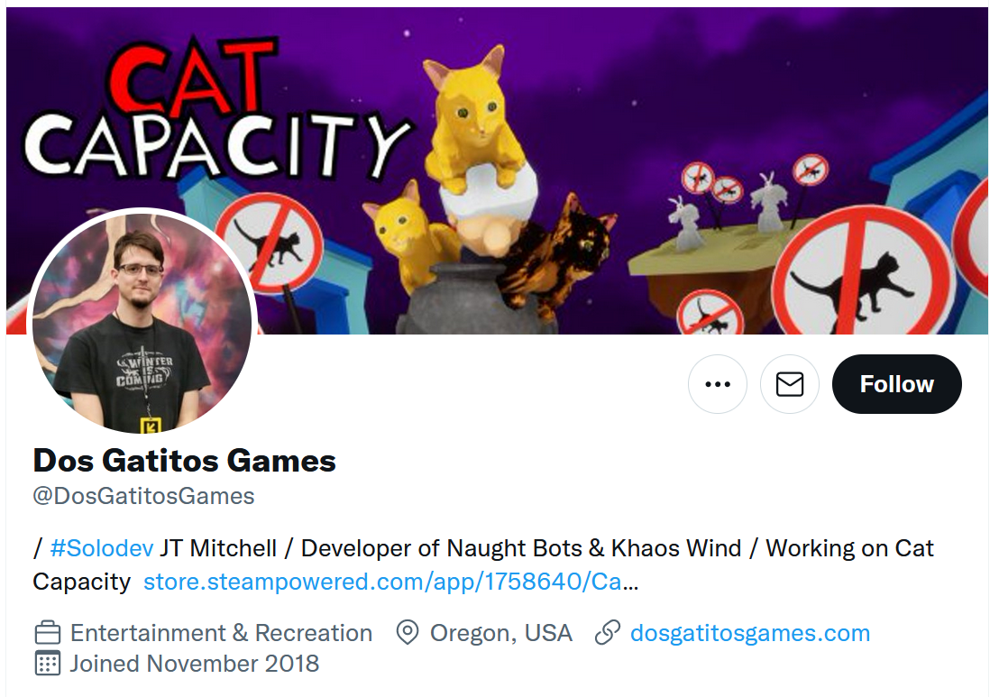 CAT
CAPACITY
WINTER
IS
COMING
Follow
Dos Gatitos Games
@DosGatitosGames
/ #Solodev JT Mitchell / Developer of Naught Bots & Khaos Wind / Working on Cat
Capacity store.steampowered.com/app/1758640/Ca...
Entertainment & Recreation Oregon, USA dosgatitosgames.com
Joined November 2018